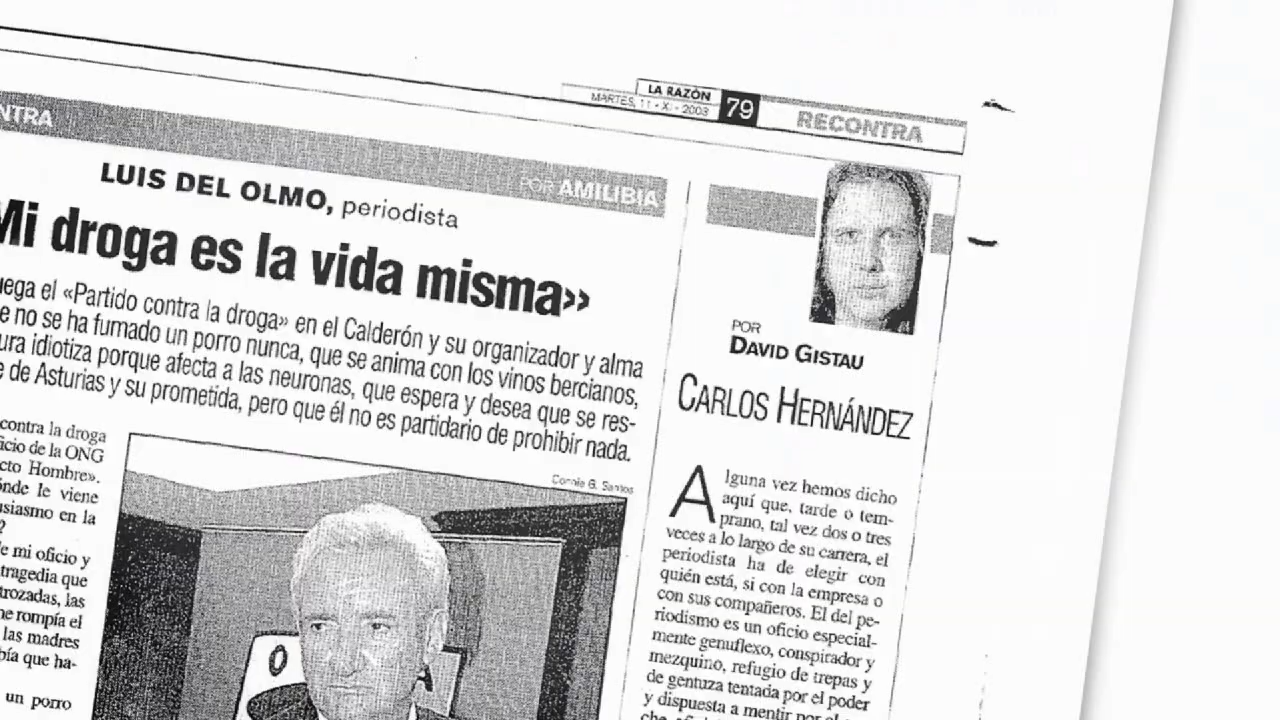 LA RAZÓN
MARTES, 11 - XI - 2003
79
RECONTRA
NTRA
POR AMILIBIA
LUIS DEL OLMO, periodista
Mi droga es la vida misma»
uega el «Partido contra la droga» en el Calderón y su organizador y alma
e no se ha fumado un porro nunca, que se anima con los vinos bercianos,
ura idiotiza porque afecta a las neuronas, que espera y desea que se res-
e de Asturias y su prometida, pero que él no es partidario de prohibir nada.
contra la droga
ficio de la ONG
cto Hombre».
nde le viene
usiasmo en la
?
e mi oficio y
tragedia que
trozadas, las
me rompía el
las madres
bía que ha-
un porro
Connie G. Santos
POR
DAVID GISTAU
CARLOS HERNÁNDEZ
Alguna vez hemos dicho
aquí que, tarde o tem-
prano, tal vez dos o tres
veces a lo largo de su carrera, el
periodista ha de elegir con
quién está, si con la empresa o
con sus compañeros. El del pe-
riodismo es un oficio especial-
mente genuflexo, conspirador y
mezquino, refugio de trepas y
de gentuza tentada por el poder
y dispuesta a mentir por el